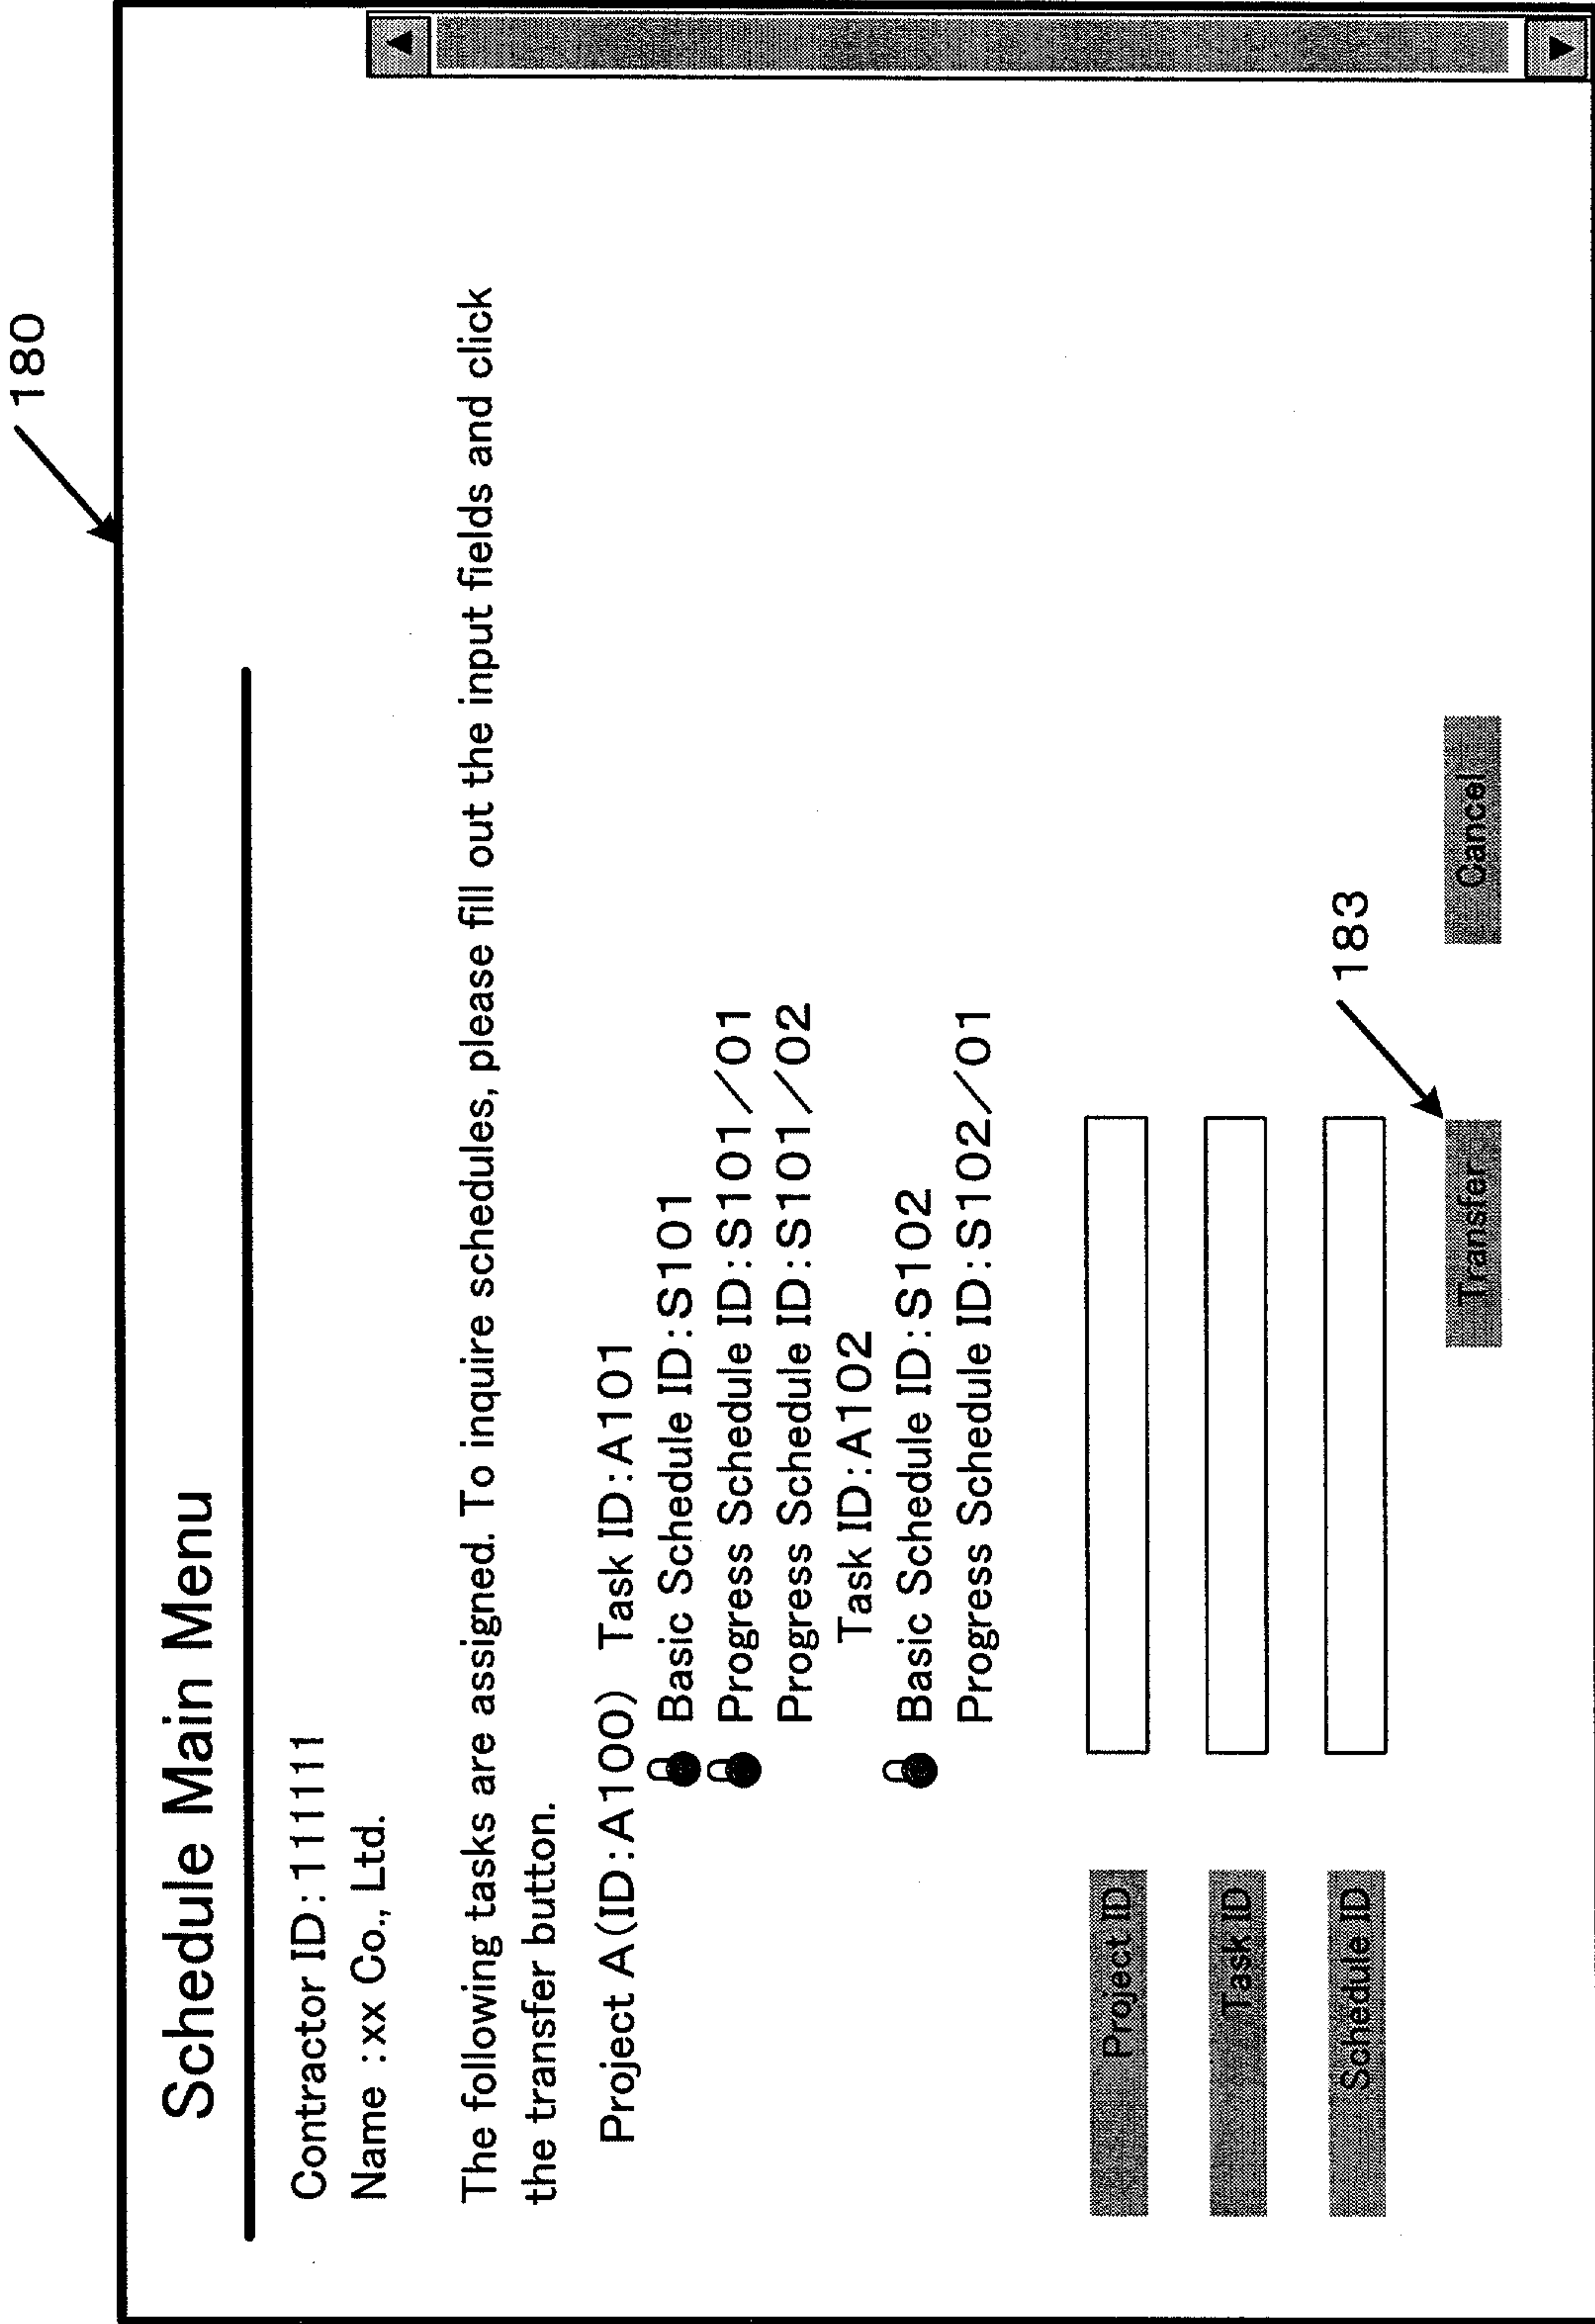 180
Schedule Main Menu
Contractor ID:111111
Name :xx Co., Ltd.
The following tasks are assigned. To inquire schedules, please fill out the input fields and click
the transfer button.
Project A(ID:A100) Task ID:A101
Basic Schedule ID:S101
Progress Schedule ID:S101/01
Progress Schedule ID:S101/02
Task ID:A102
Basic Schedule ID:S102
Progress Schedule ID:S102/01
Project ID
Task ID
Schedule ID
183
Transfer
Cancel